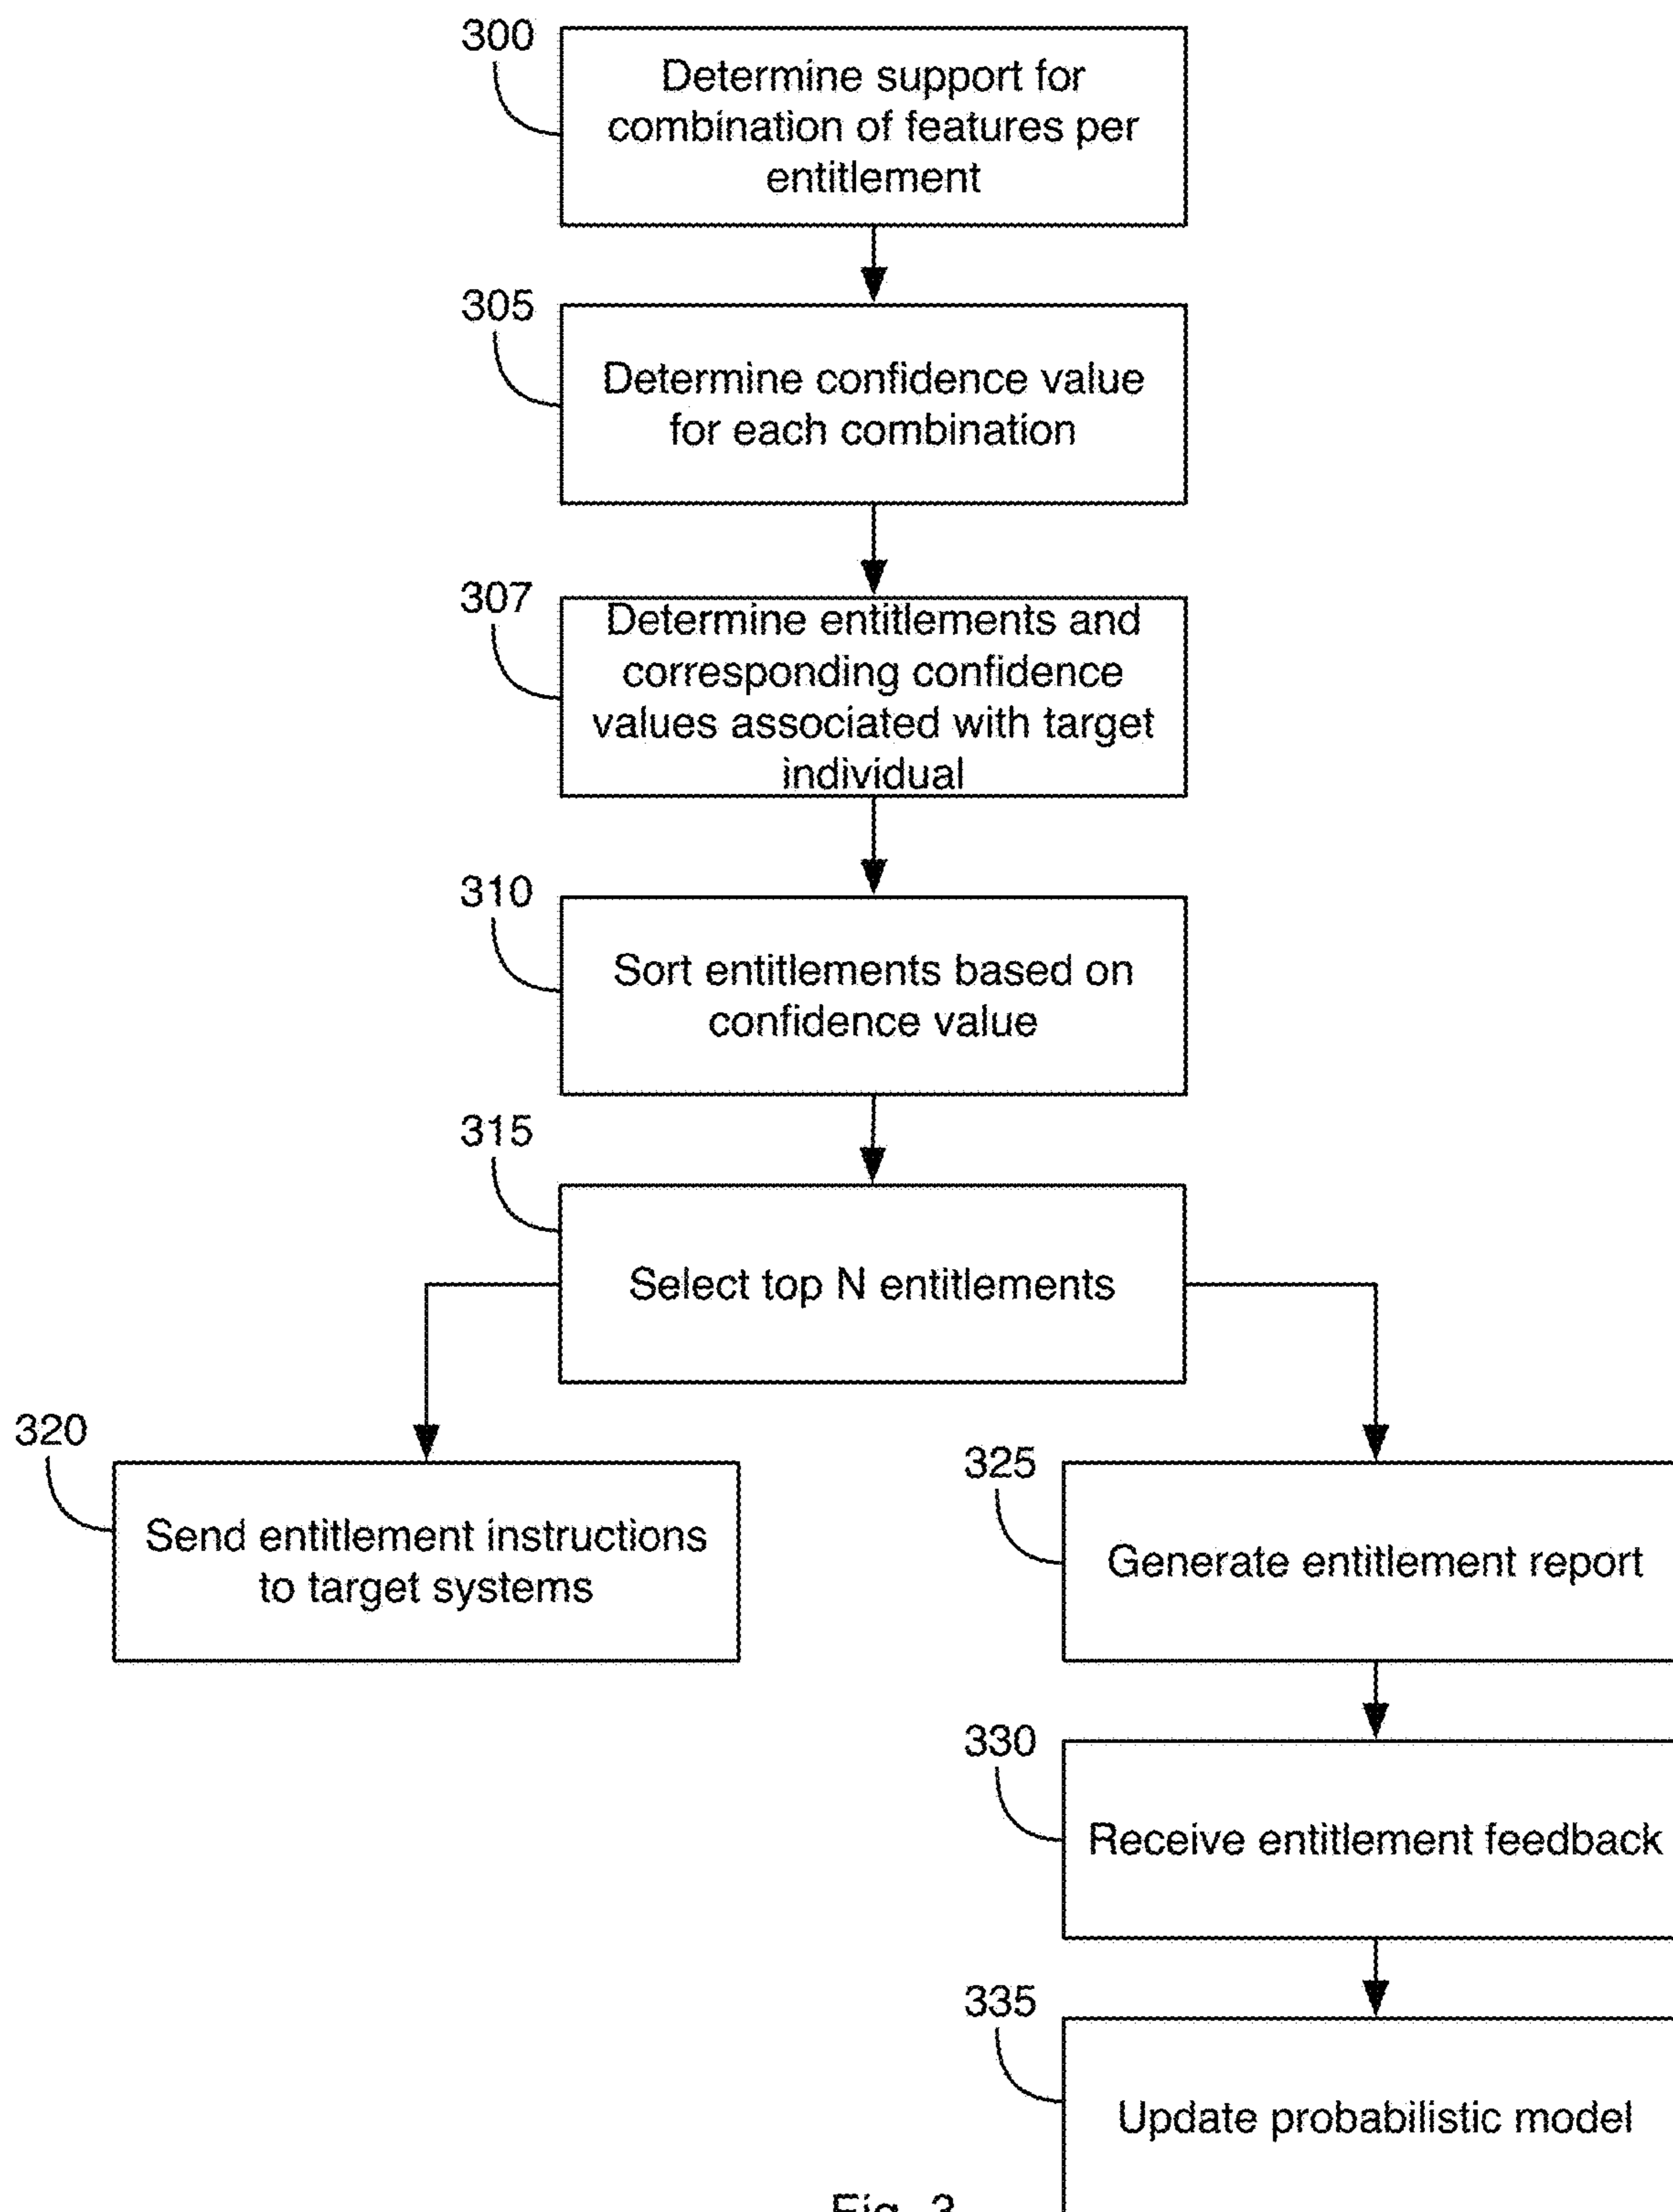 300
Determine support for
combination of features per
entitlement
305
Determine confidence value
for each combination
307
Determine entitlements and
corresponding confidence
values associated with target
individual
310
Sort entitlements based on
confidence value
315
Select top N entitlements
320
Send entitlement instructions
to target systems
325
Generate entitlement report
330
Receive entitlement feedback
335
Update probabilistic model
Fig. 3